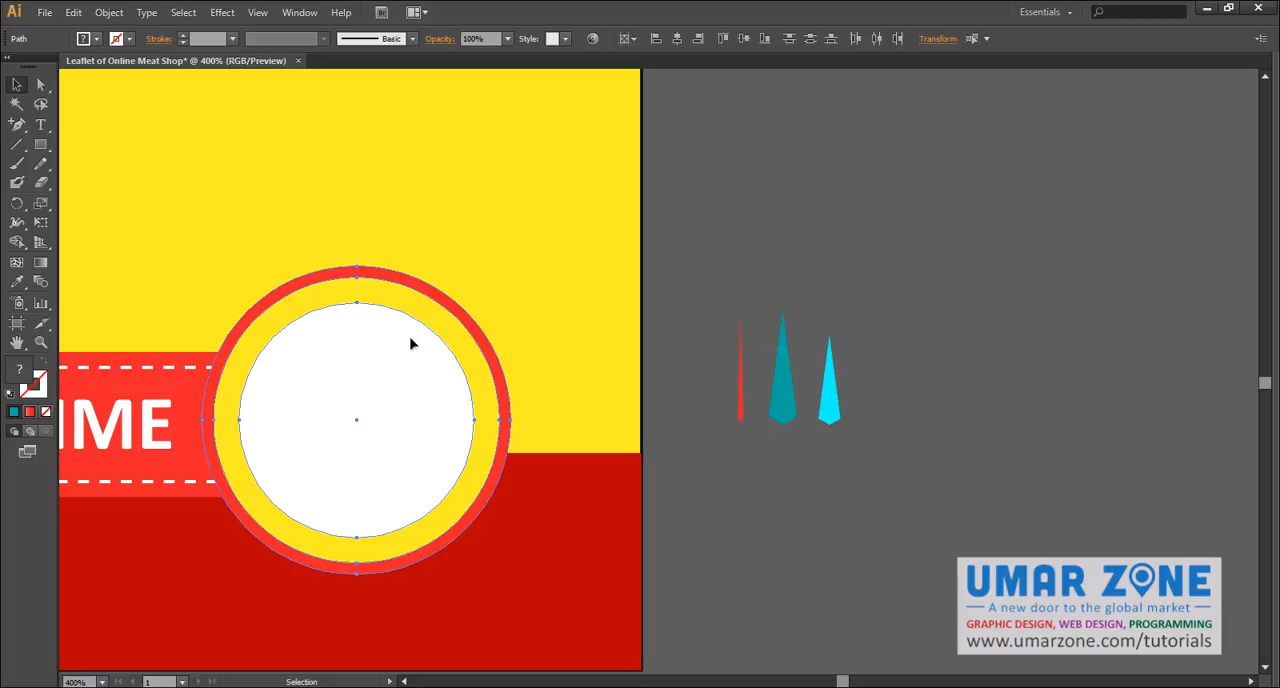 Ai File Edit Object Type Select Effect View Window Help Br Essentials
Path ? Stroke: Basic Opacity: 100% Style: Transform
Leaflet of Online Meat Shop* @ 400% (RGB/Preview) ×
T
?
IME
UMAR ZONE
A new door to the global market
GRAPHIC DESIGN, WEB DESIGN, PROGRAMMING
www.umarzone.com/tutorials
400% 1 Selection